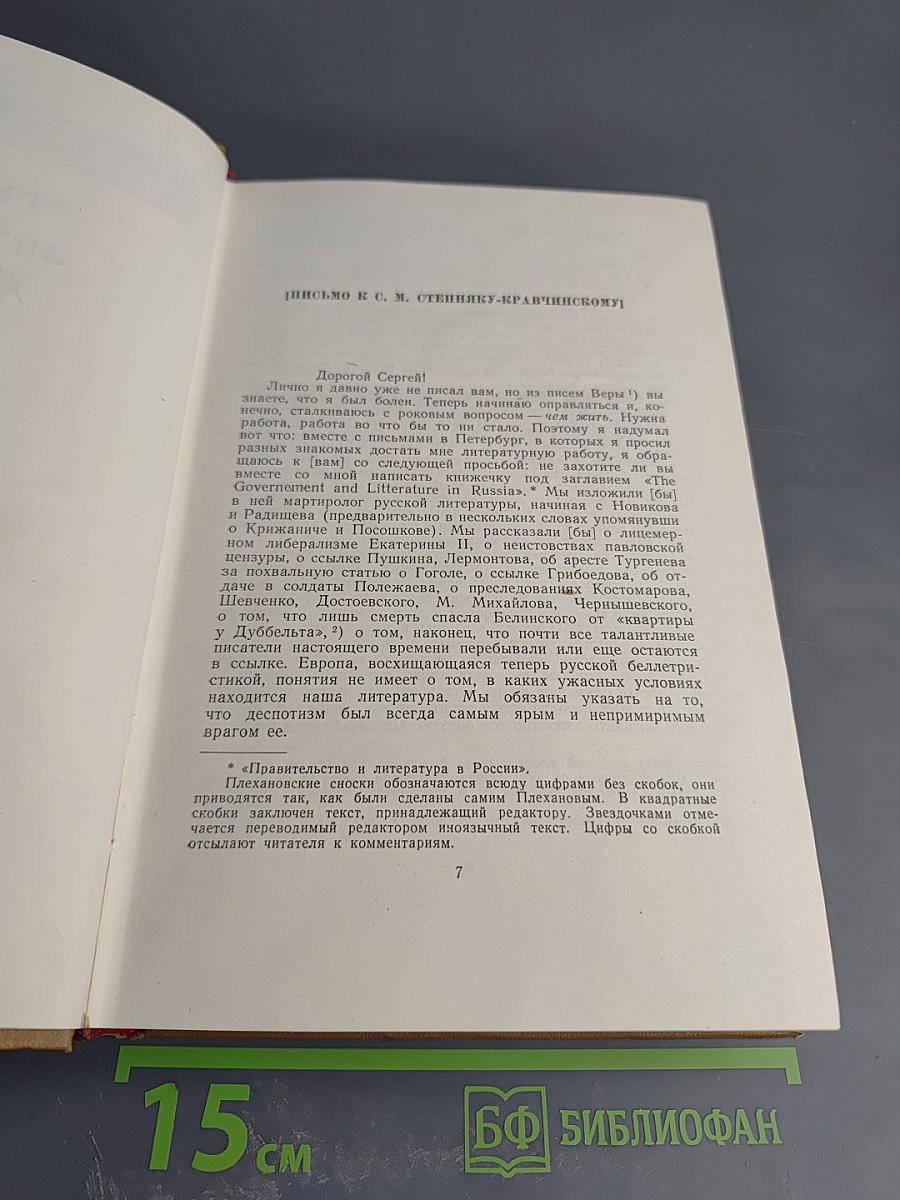 [ПИСЬМО К С. М. СТЕПНЯКУ-КРАВЧИНСКОМУ]
Дорогой Сергей!
Лично я давно уже не писал вам, но из писем Веры ¹) вы
знаете, что я был болен. Теперь начинаю оправляться и, ко-
нечно, сталкиваюсь с роковым вопросом — чем жить. Нужна
работа, работа во что бы то ни стало. Поэтому я надумал
вот что: вместе с письмами в Петербург, в которых я просил
разных знакомых достать мне литературную работу, я обра-
щаюсь к [вам] со следующей просьбой: не захотите ли вы
вместе со мной написать книжечку под заглавием «The
Governement and Litterature in Russia».* Мы изложили [бы]
в ней мартиролог русской литературы, начиная с Новикова
и Радищева (предварительно в нескольких словах упомянувши
о Крижаниче и Посошкове). Мы рассказали [бы] о лицемер-
ном либерализме Екатерины II, о неистовствах павловской
цензуры, о ссылке Пушкина, Лермонтова, об аресте Тургенева
за похвальную статью о Гоголе, о ссылке Грибоедова, об от-
даче в солдаты Полежаева, о преследованиях Костомарова,
Шевченко, Достоевского, М. Михайлова, Чернышевского,
о том, что лишь смерть спасла Белинского от «квартиры
у Дуббельта»,²) о том, наконец, что почти все талантливые
писатели настоящего времени перебывали или еще остаются
в ссылке. Европа, восхищающаяся теперь русской беллетри-
стикой, понятия не имеет о том, в каких ужасных условиях
находится наша литература. Мы обязаны указать на то,
что деспотизм был всегда самым ярым и непримиримым
врагом ее.
* «Правительство и литература в России».
Плехановские сноски обозначаются всюду цифрами без скобок, они
приводятся так, как были сделаны самим Плехановым. В квадратные
скобки заключен текст, принадлежащий редактору. Звездочками отме-
чается переводимый редактором иноязычный текст. Цифры со скобкой
отсылают читателя к комментариям.
7
15 см
БФ БИБЛИОФАН